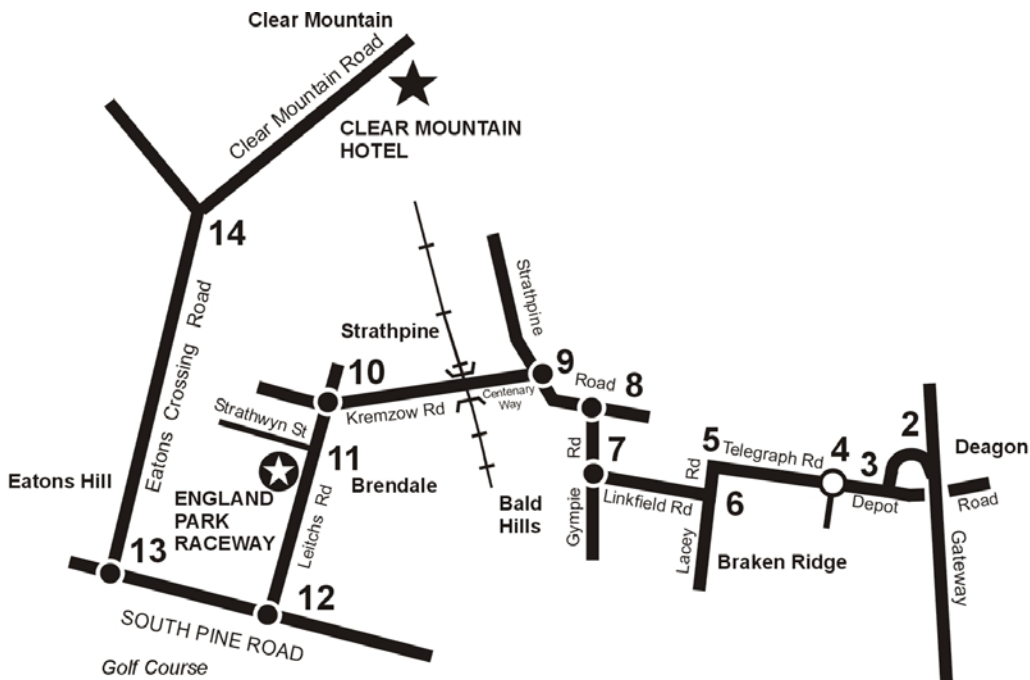 Clear Mountain
Clear Mountain Road
CLEAR MOUNTAIN
HOTEL
14
Eatons Crossing Road
Strathpine
Strathpine
9
Road
8
10
Centenary
Way
Kremzow Rd
Strathwyn St
11
Brendale
ENGLAND
PARK
RACEWAY
Leitchs Rd
Eatons Hill
13
12
SOUTH PINE ROAD
Golf Course
Bald
Hills
7
Gympie Rd
Linkfield Rd
5
6
Lacey Rd
Telegraph Rd
4
3
2
Depot
Road
Deagon
Gateway
Braken Ridge